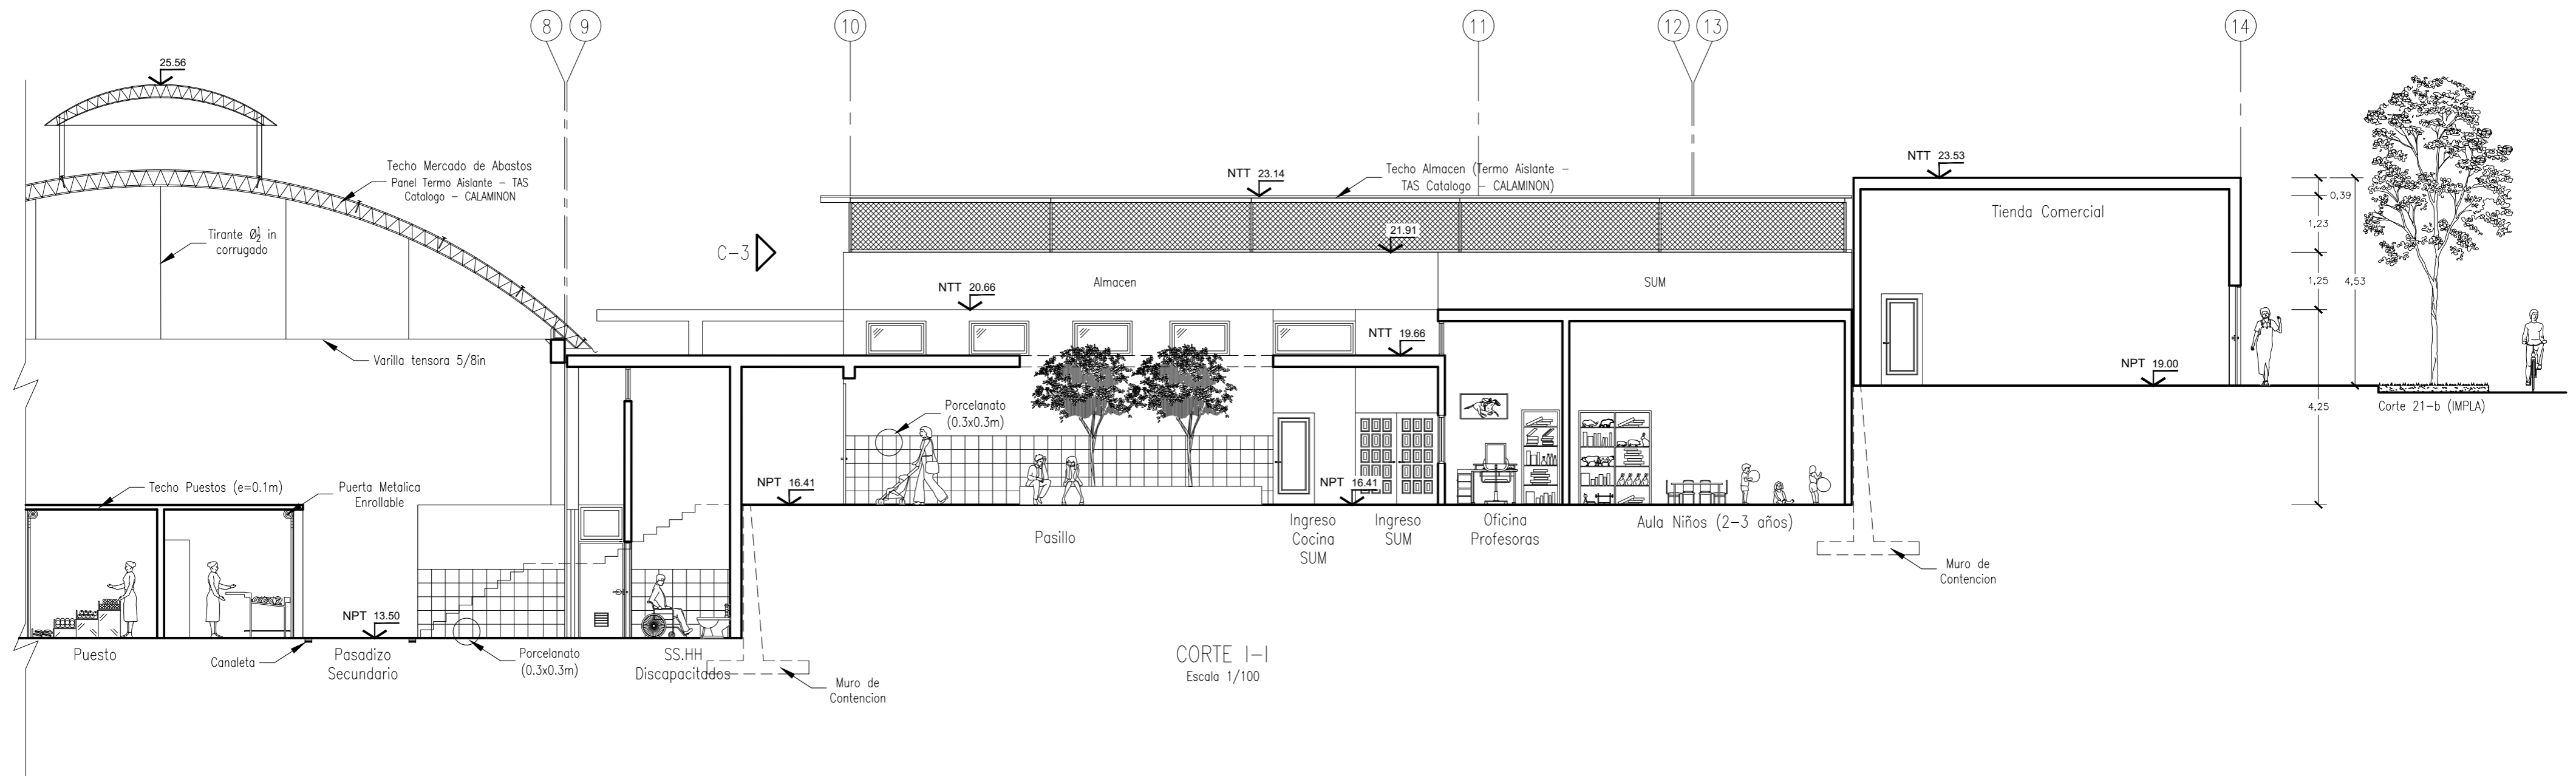 8 9 10 11 12 13 14
25.56
Techo Mercado de Abastos
Panel Termo Aislante - TAS
Catalogo - CALAMINON
Tirante Ø½ in
corrugado
Varilla tensora 5/8in
C-3
NTT 23.14
Techo Almacen (Termo Aislante -
TAS Catalogo - CALAMINON)
NTT 23.53
Tienda Comercial
21.91
Almacen
SUM
NTT 20.66
NTT 19.66
NPT 19.00
0,39
1,23
1,25
4,53
4,25
Corte 21-b (IMPLA)
Porcelanato
(0.3x0.3m)
Techo Puestos (e=0.1m)
Puerta Metalica
Enrollable
NPT 16.41
NPT 16.41
Pasillo
Ingreso
Cocina
SUM
Ingreso
SUM
Oficina
Profesoras
Aula Niños (2-3 años)
Muro de
Contencion
NPT 13.50
Puesto
Canaleta
Pasadizo
Secundario
Porcelanato
(0.3x0.3m)
SS.HH
Discapacitados
Muro de
Contencion
CORTE I-I
Escala 1/100